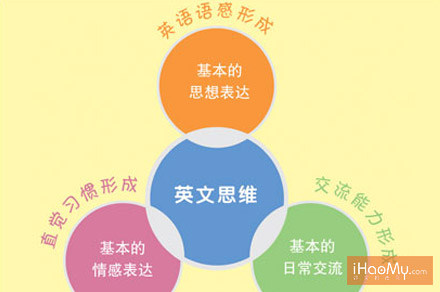 英语语感形成
基本的
思想表达
英文思维
直觉习惯形成
基本的
情感表达
交流能力形成
基本的
日常交流
iHaoMy.com